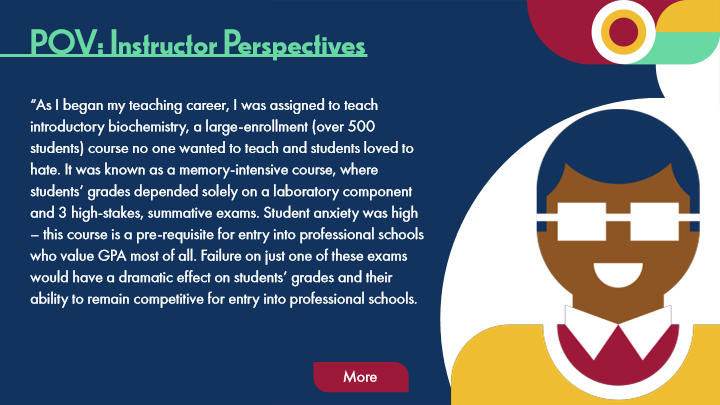 POV: Instructor Perspectives
“As I began my teaching career, I was assigned to teach
introductory biochemistry, a large-enrollment (over 500
students) course no one wanted to teach and students loved to
hate. It was known as a memory-intensive course, where
students’ grades depended solely on a laboratory component
and 3 high-stakes, summative exams. Student anxiety was high
– this course is a pre-requisite for entry into professional schools
who value GPA most of all. Failure on just one of these exams
would have a dramatic effect on students’ grades and their
ability to remain competitive for entry into professional schools.
More